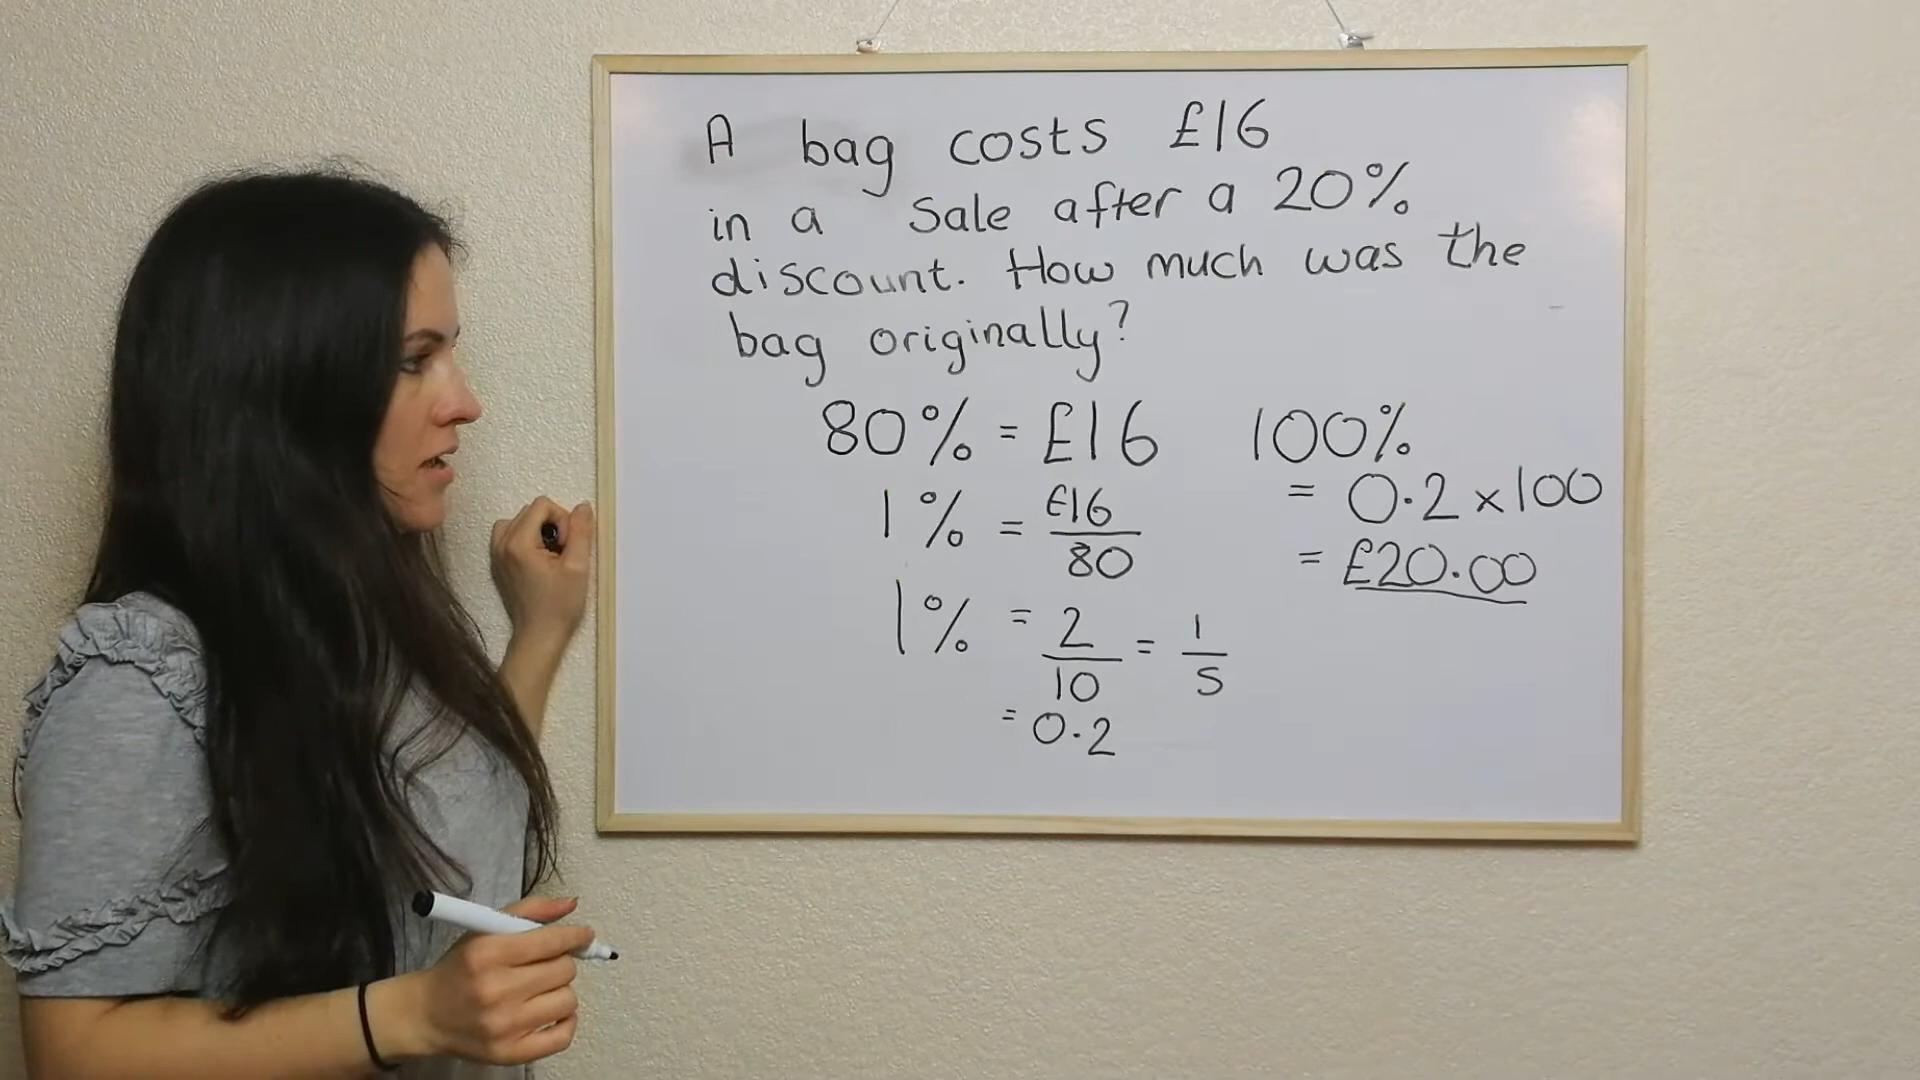 A bag costs £16
in a sale after a 20%
discount. How much was the
bag originally?
80% = £16
1% = £16/80
1% = 2/10 = 1/5
= 0.2
100%
= 0.2 x 100
= £20.00